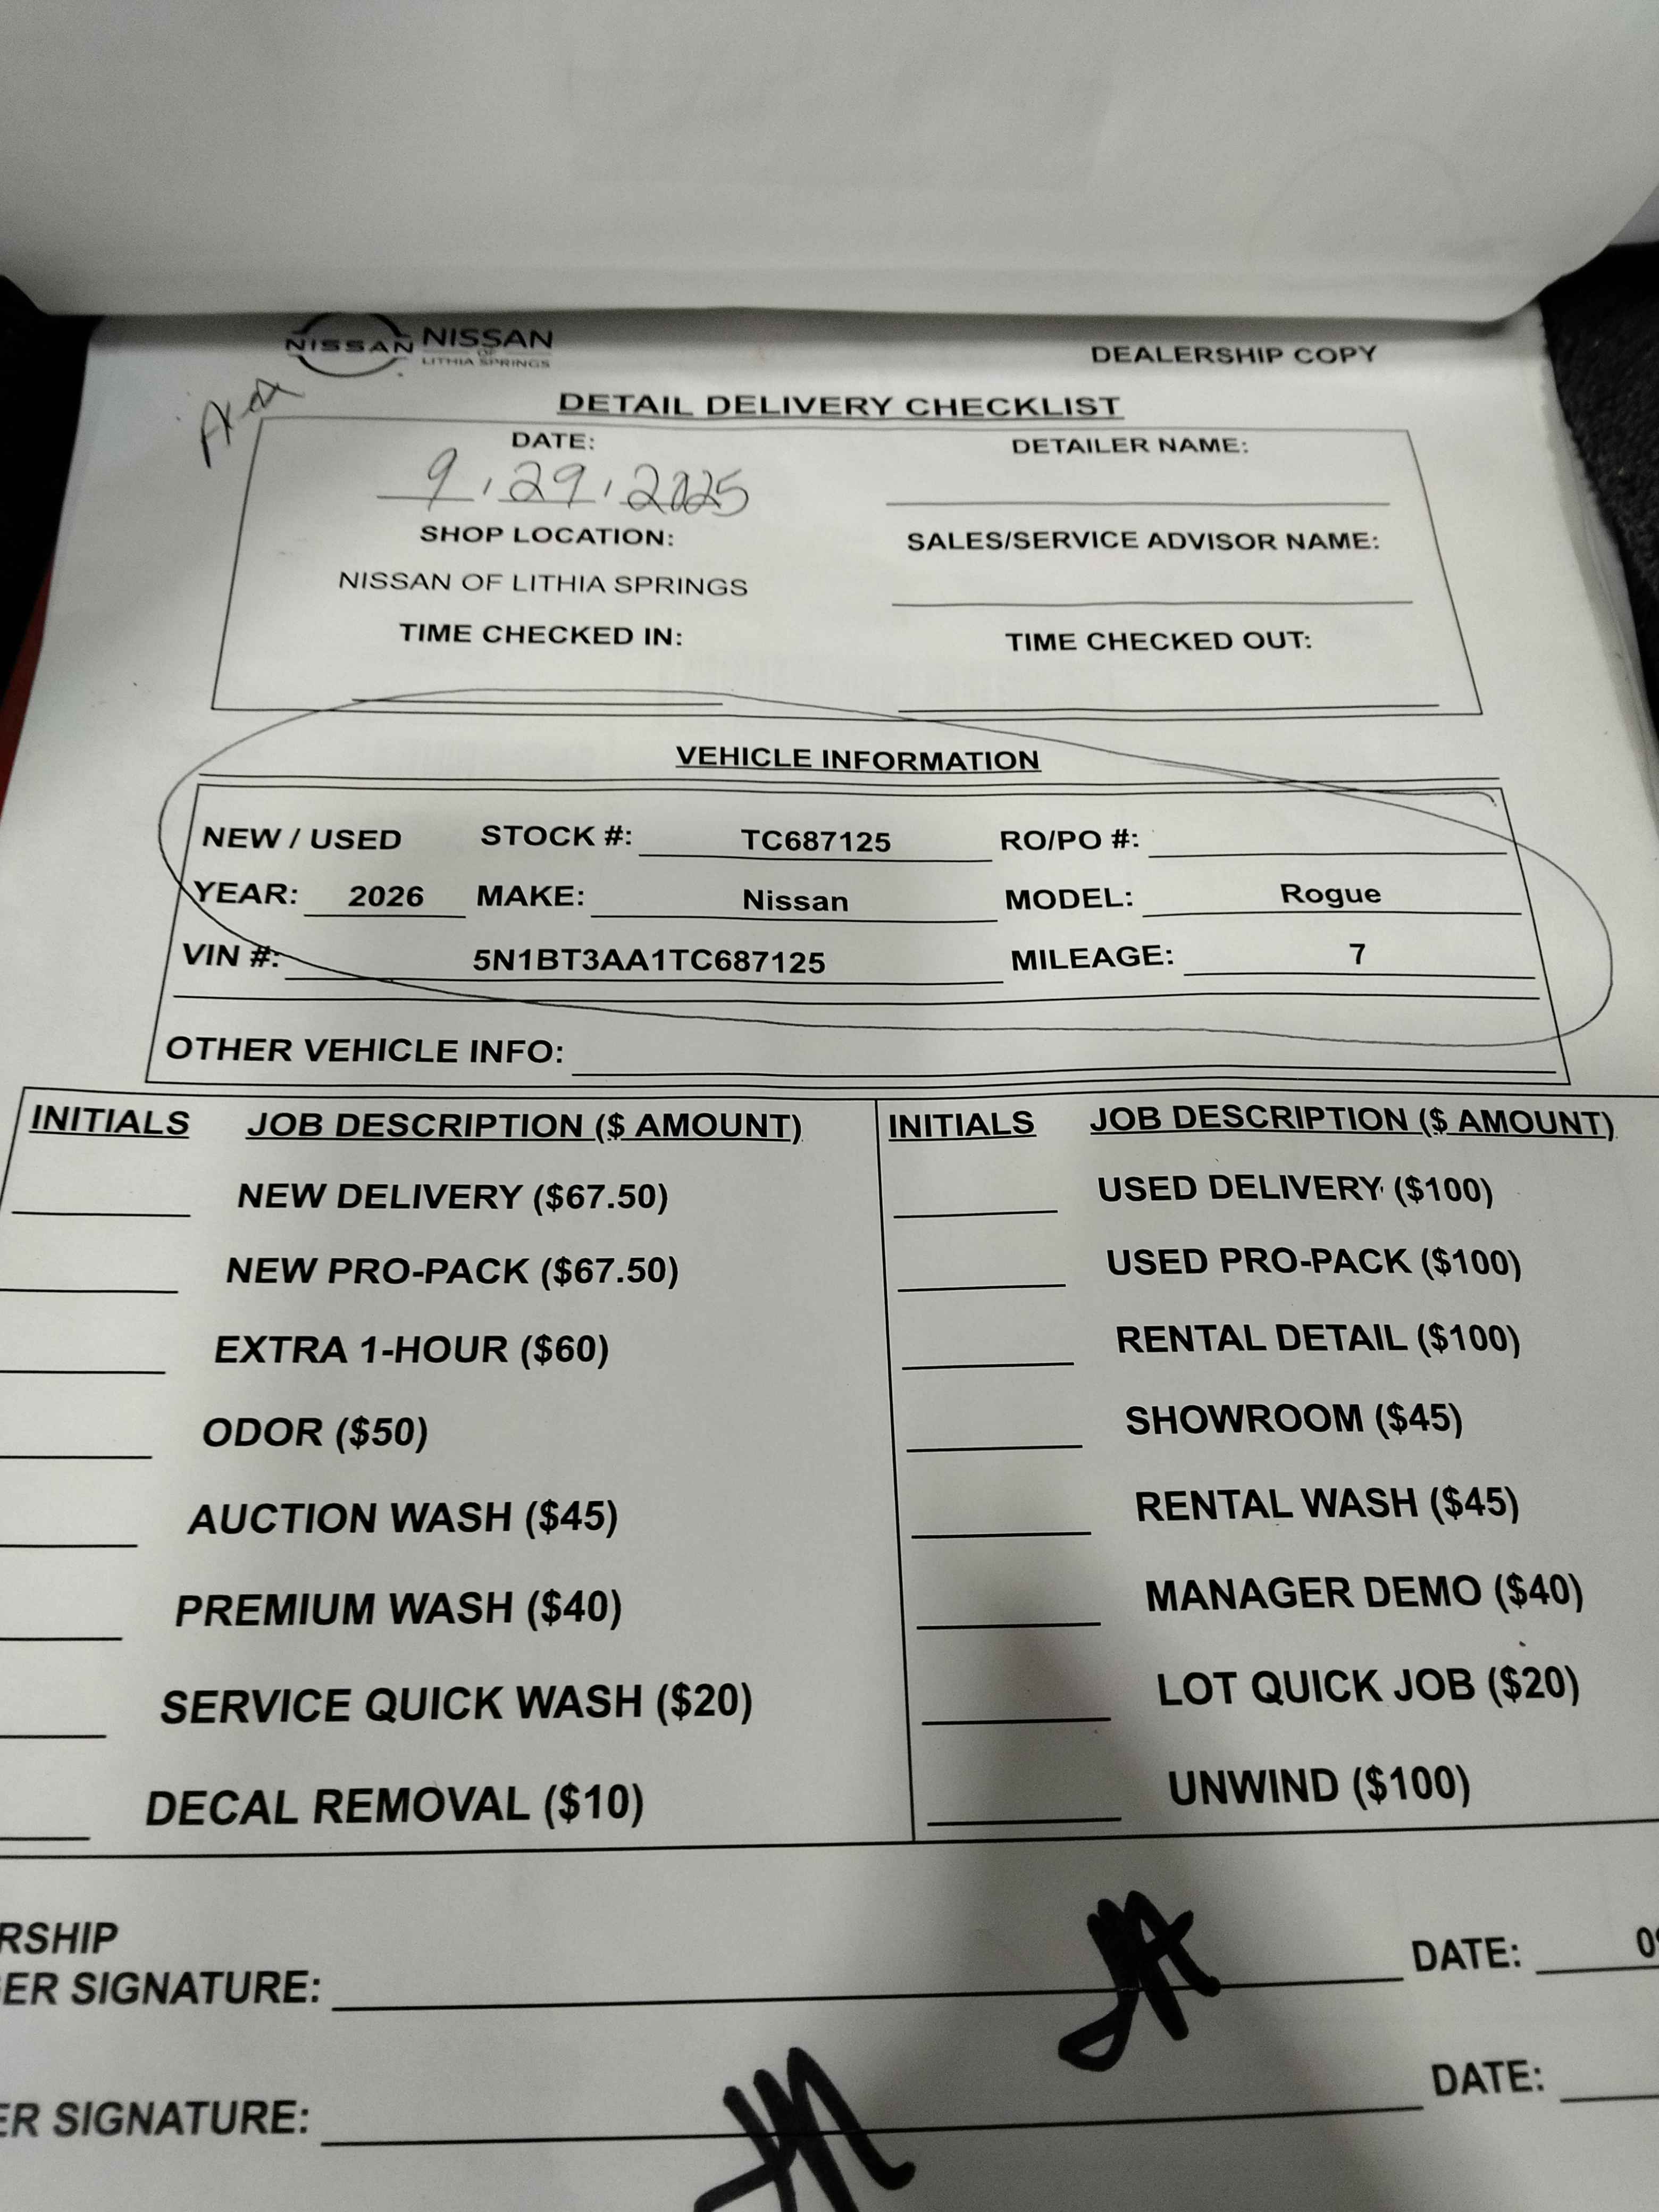 NISSAN NISSAN
OF
LITHIA SPRINGS
DEALERSHIP COPY
DETAIL DELIVERY CHECKLIST
DATE: DETAILER NAME:
9 , 29 , 2025
SHOP LOCATION: SALES/SERVICE ADVISOR NAME:
NISSAN OF LITHIA SPRINGS
TIME CHECKED IN: TIME CHECKED OUT:
VEHICLE INFORMATION
NEW / USED STOCK #: TC687125 RO/PO #:
YEAR: 2026 MAKE: Nissan MODEL: Rogue
VIN #: 5N1BT3AA1TC687125 MILEAGE: 7
OTHER VEHICLE INFO:
INITIALS JOB DESCRIPTION ($ AMOUNT) INITIALS JOB DESCRIPTION ($ AMOUNT)
NEW DELIVERY ($67.50) USED DELIVERY ($100)
NEW PRO-PACK ($67.50) USED PRO-PACK ($100)
EXTRA 1-HOUR ($60) RENTAL DETAIL ($100)
ODOR ($50) SHOWROOM ($45)
AUCTION WASH ($45) RENTAL WASH ($45)
PREMIUM WASH ($40) MANAGER DEMO ($40)
SERVICE QUICK WASH ($20) LOT QUICK JOB ($20)
DECAL REMOVAL ($10) UNWIND ($100)
RSHIP
ER SIGNATURE: DATE: 09
ER SIGNATURE: DATE: